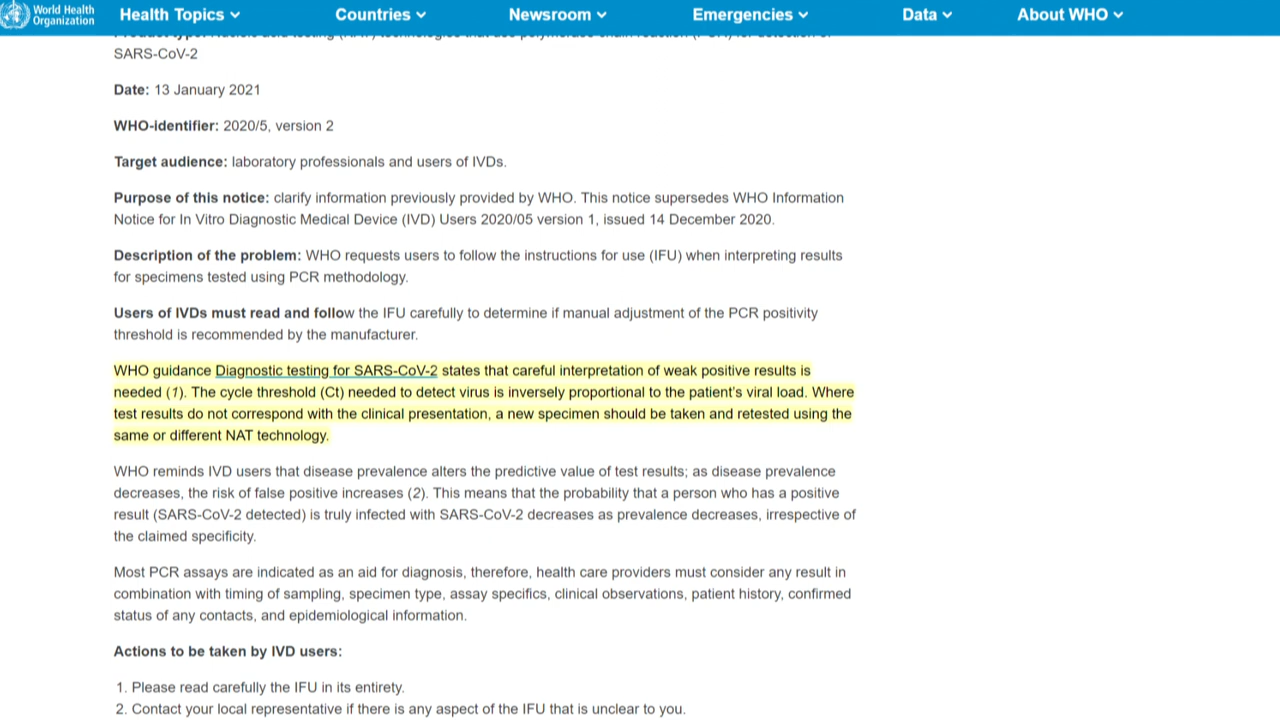 World Health
Organization
Health Topics
Countries
Newsroom
Emergencies
Data
About WHO
SARS-CoV-2
Date: 13 January 2021
WHO-identifier: 2020/5, version 2
Target audience: laboratory professionals and users of IVDs.
Purpose of this notice: clarify information previously provided by WHO. This notice supersedes WHO Information
Notice for In Vitro Diagnostic Medical Device (IVD) Users 2020/05 version 1, issued 14 December 2020.
Description of the problem: WHO requests users to follow the instructions for use (IFU) when interpreting results
for specimens tested using PCR methodology.
Users of IVDs must read and follow the IFU carefully to determine if manual adjustment of the PCR positivity
threshold is recommended by the manufacturer.
WHO guidance Diagnostic testing for SARS-CoV-2 states that careful interpretation of weak positive results is
needed (1). The cycle threshold (Ct) needed to detect virus is inversely proportional to the patient's viral load. Where
test results do not correspond with the clinical presentation, a new specimen should be taken and retested using the
same or different NAT technology.
WHO reminds IVD users that disease prevalence alters the predictive value of test results; as disease prevalence
decreases, the risk of false positive increases (2). This means that the probability that a person who has a positive
result (SARS-CoV-2 detected) is truly infected with SARS-CoV-2 decreases as prevalence decreases, irrespective of
the claimed specificity.
Most PCR assays are indicated as an aid for diagnosis, therefore, health care providers must consider any result in
combination with timing of sampling, specimen type, assay specifics, clinical observations, patient history, confirmed
status of any contacts, and epidemiological information.
Actions to be taken by IVD users:
1. Please read carefully the IFU in its entirety.
2. Contact your local representative if there is any aspect of the IFU that is unclear to you.